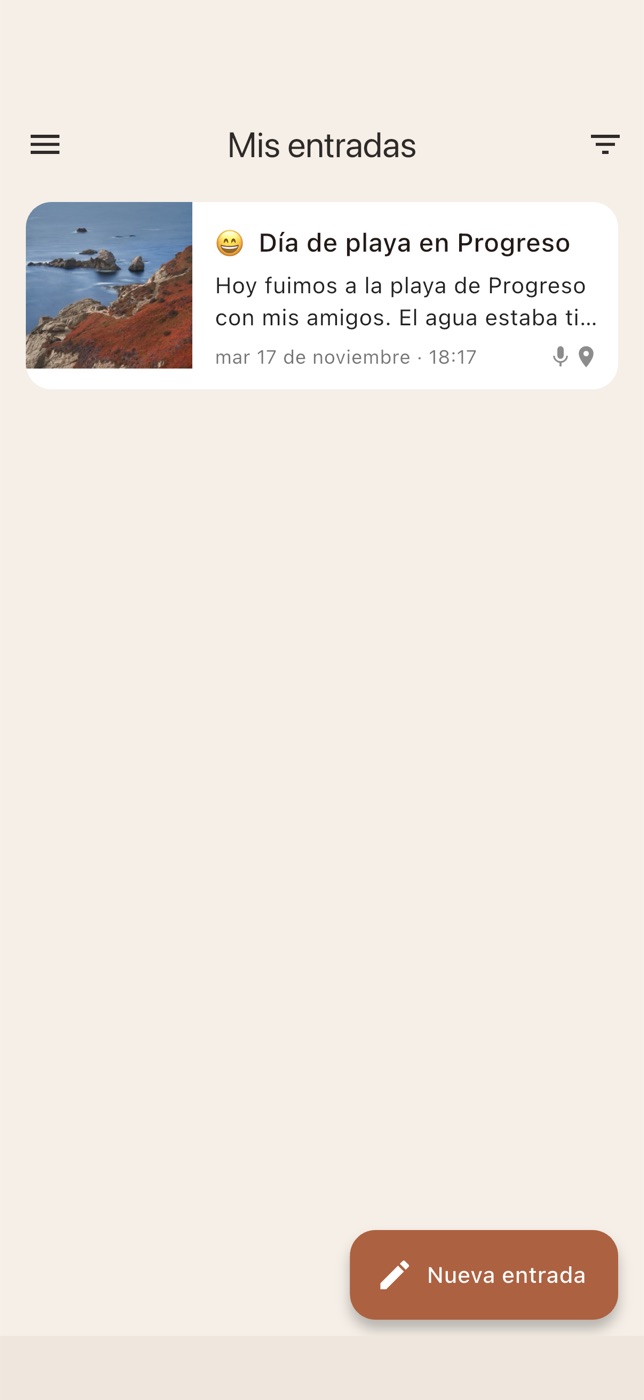 Mis entradas
😄 Día de playa en Progreso
Hoy fuimos a la playa de Progreso
con mis amigos. El agua estaba ti...
mar 17 de noviembre · 18:17
Nueva entrada